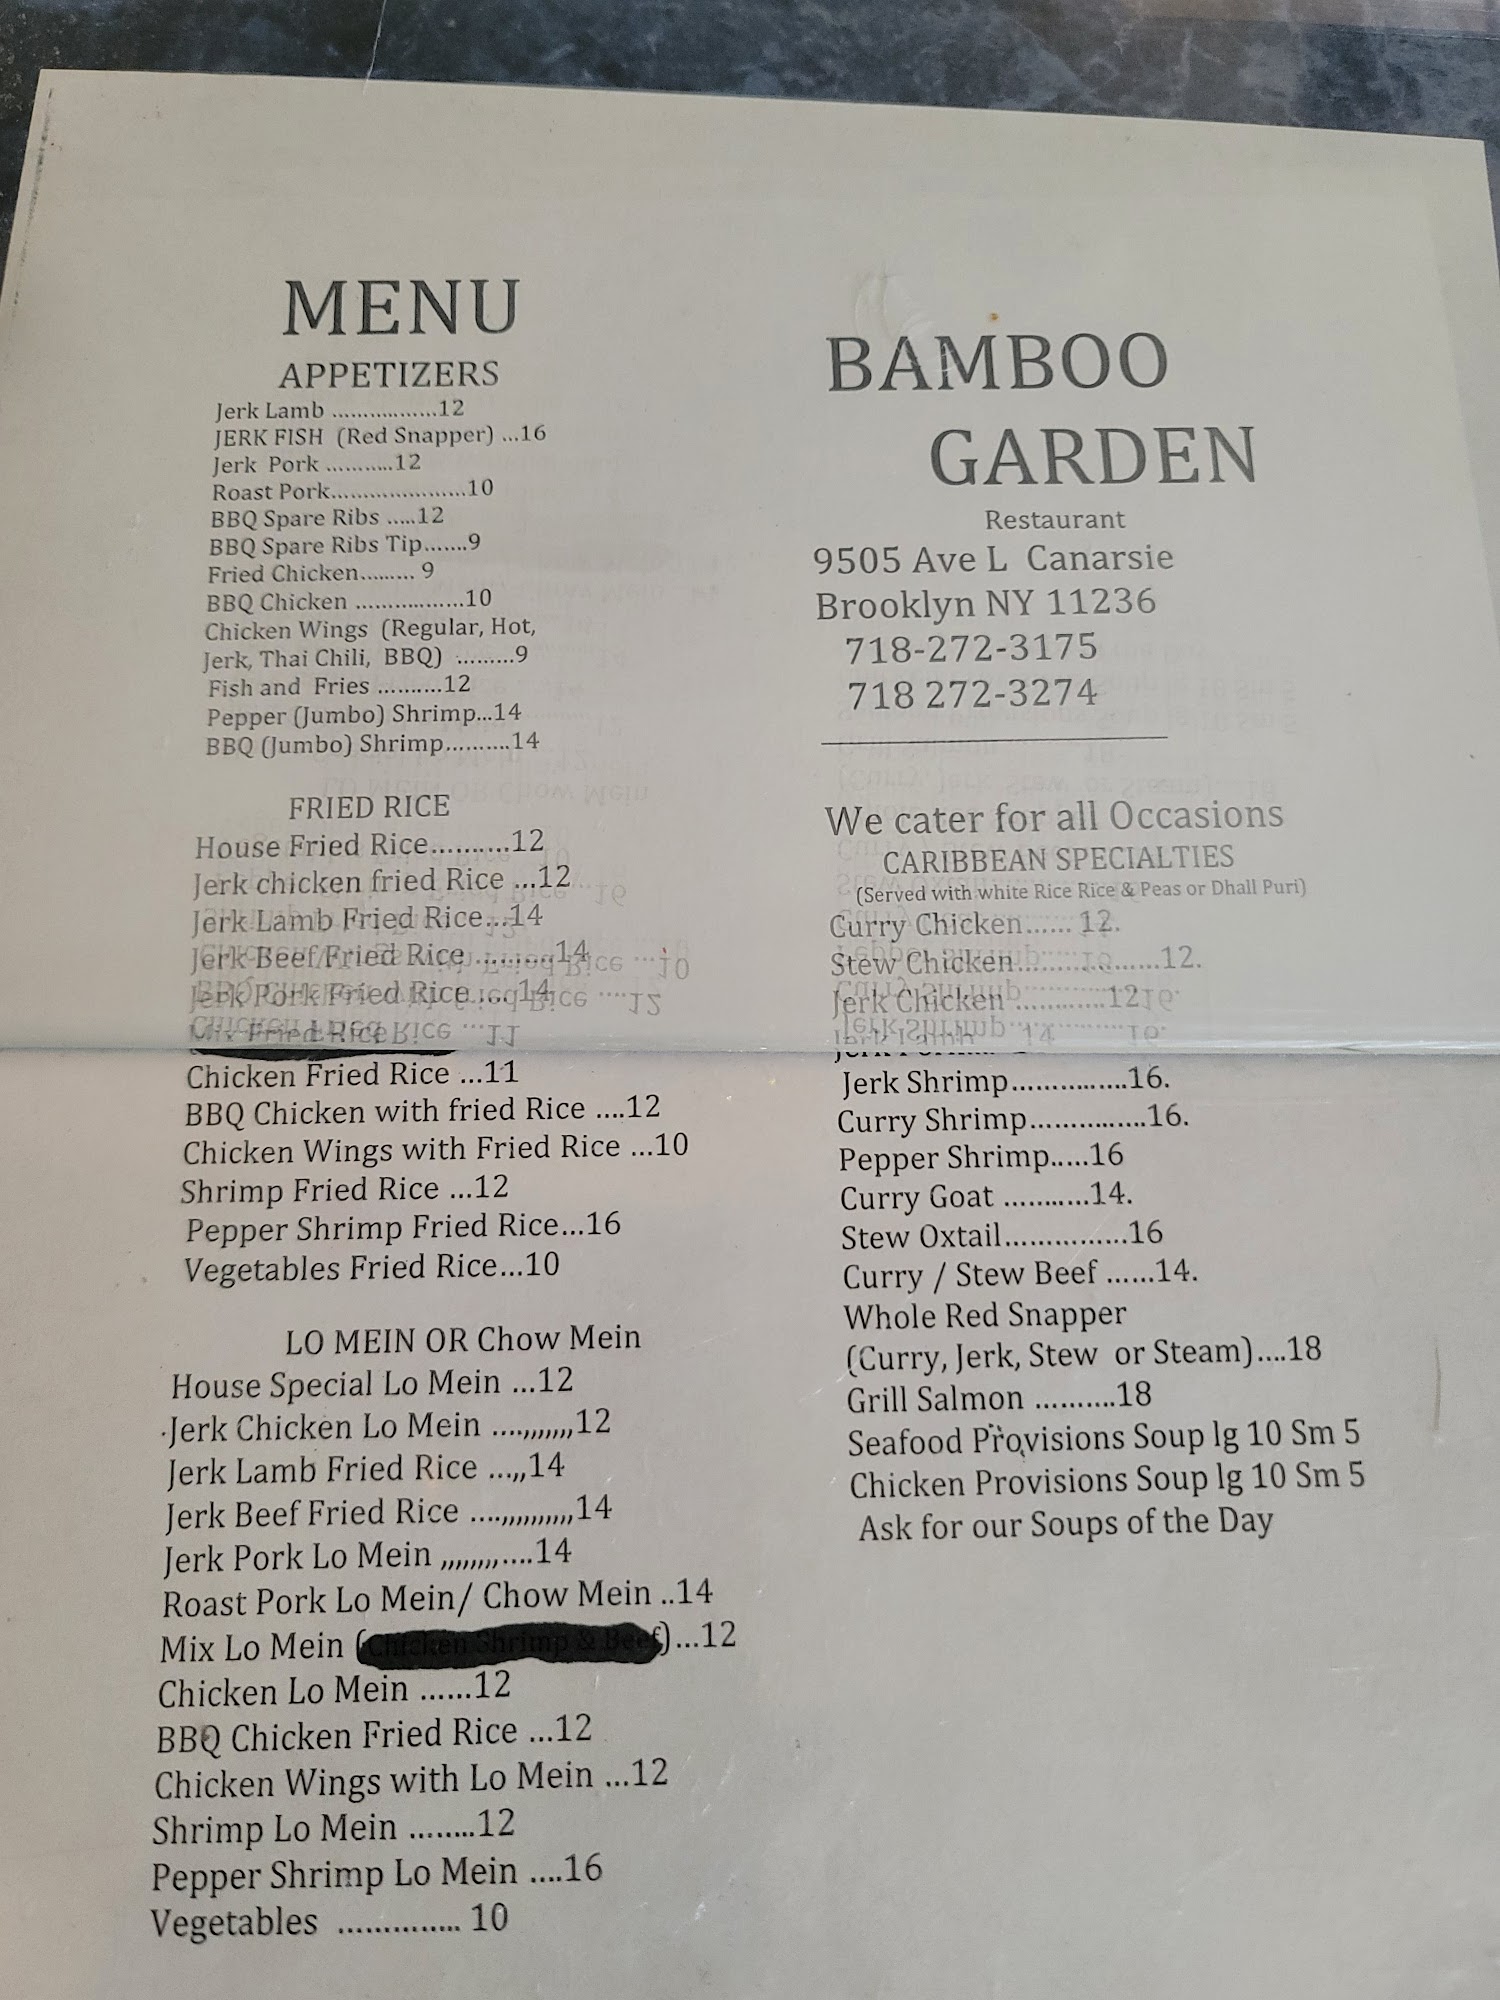 MENU
APPETIZERS
Jerk Lamb ..................12
JERK FISH (Red Snapper) ...16
Jerk Pork ...........12
Roast Pork......................10
BBQ Spare Ribs .....12
BBQ Spare Ribs Tip.......9
Fried Chicken......... 9
BBQ Chicken ..................10
Chicken Wings (Regular, Hot,
Jerk, Thai Chili, BBQ) .........9
Fish and Fries ..........12
Pepper (Jumbo) Shrimp...14
BBQ (Jumbo) Shrimp..........14
FRIED RICE
House Fried Rice..........12
Jerk chicken fried Rice ...12
Jerk Lamb Fried Rice...14
Jerk Beef Fried Rice .........14
Jerk Pork Fried Rice ....14
Mix Fried Rice
Chicken Fried Rice ...11
BBQ Chicken with fried Rice ....12
Chicken Wings with Fried Rice ...10
Shrimp Fried Rice ...12
Pepper Shrimp Fried Rice...16
Vegetables Fried Rice...10
LO MEIN OR Chow Mein
House Special Lo Mein ...12
Jerk Chicken Lo Mein ....,,,,,,,,12
Jerk Lamb Fried Rice ...,,14
Jerk Beef Fried Rice ....,,,,,,,,,,,14
Jerk Pork Lo Mein ,,,,,,,,,....14
Roast Pork Lo Mein/ Chow Mein ..14
Mix Lo Mein (Chicken Shrimp & Beef)...12
Chicken Lo Mein ......12
BBQ Chicken Fried Rice ...12
Chicken Wings with Lo Mein ...12
Shrimp Lo Mein ........12
Pepper Shrimp Lo Mein ....16
Vegetables .............. 10
BAMBOO
GARDEN
Restaurant
9505 Ave L Canarsie
Brooklyn NY 11236
718-272-3175
718 272-3274
We cater for all Occasions
CARIBBEAN SPECIALTIES
(Served with white Rice Rice & Peas or Dhall Puri)
Curry Chicken...... 12.
Stew Chicken..................12.
Jerk Chicken ............12
Jerk Shrimp...............16.
Curry Shrimp...............16.
Pepper Shrimp.....16
Curry Goat ...........14.
Stew Oxtail...............16
Curry / Stew Beef ......14.
Whole Red Snapper
(Curry, Jerk, Stew or Steam)....18
Grill Salmon ..........18
Seafood Provisions Soup lg 10 Sm 5
Chicken Provisions Soup lg 10 Sm 5
Ask for our Soups of the Day